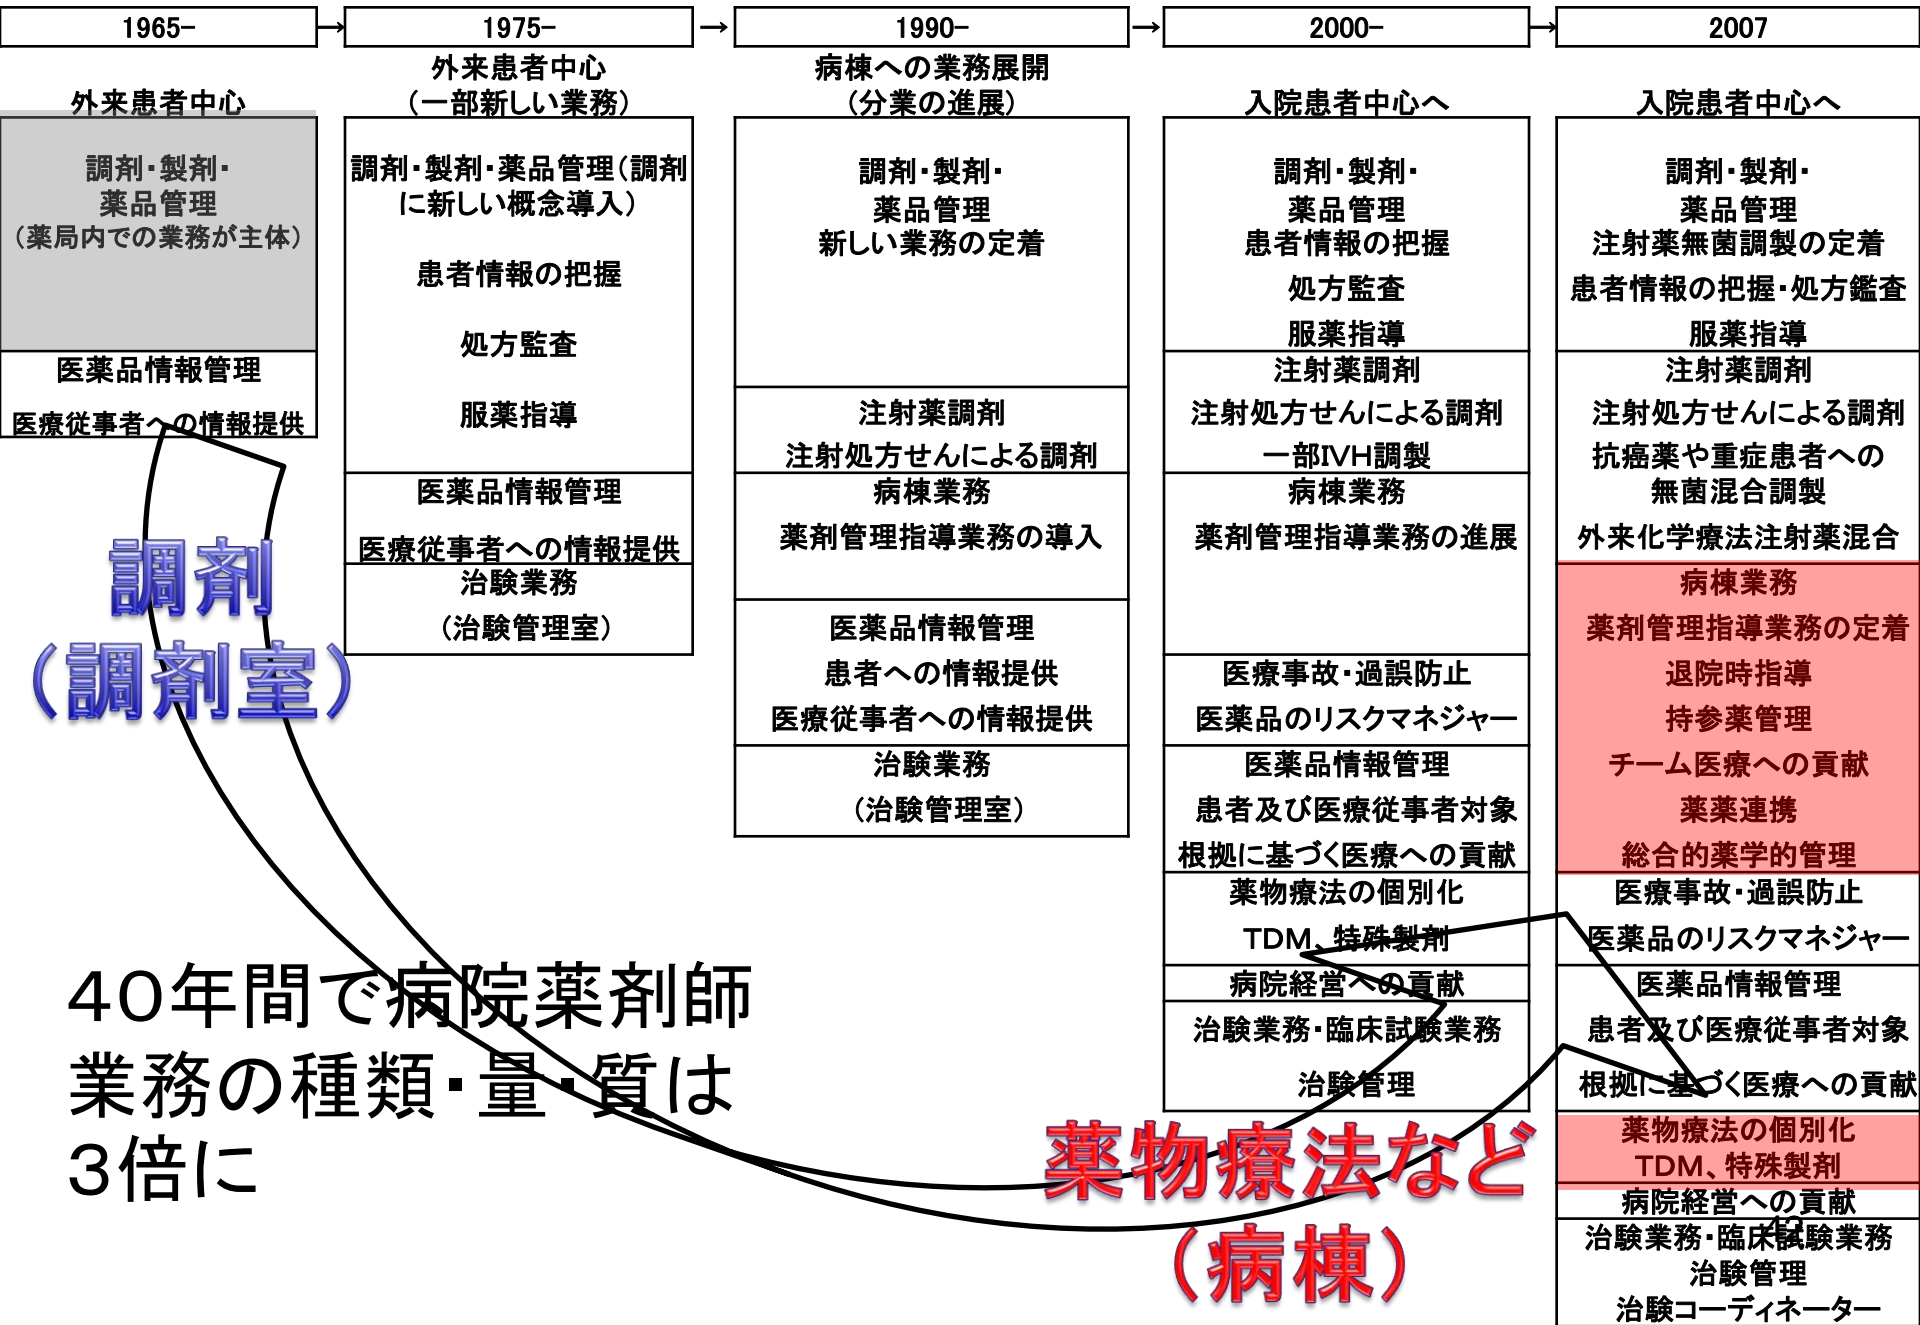 1965-
→
1975-
→
1990-
→
2000-
→
2007
外来患者中心
調剤・製剤・
薬品管理
（薬局内での業務が主体）
医薬品情報管理
医療従事者への情報提供
外来患者中心
（一部新しい業務）
調剤・製剤・薬品管理（調剤
に新しい概念導入）
患者情報の把握
処方監査
服薬指導
医薬品情報管理
医療従事者への情報提供
治験業務
（治験管理室）
病棟への業務展開
（分業の進展）
調剤・製剤・
薬品管理
新しい業務の定着
注射薬調剤
注射処方せんによる調剤
病棟業務
薬剤管理指導業務の導入
医薬品情報管理
患者への情報提供
医療従事者への情報提供
治験業務
（治験管理室）
入院患者中心へ
調剤・製剤・
薬品管理
患者情報の把握
処方監査
服薬指導
注射薬調剤
注射処方せんによる調剤
一部IVH調製
病棟業務
薬剤管理指導業務の進展
医療事故・過誤防止
医薬品のリスクマネジャー
医薬品情報管理
患者及び医療従事者対象
根拠に基づく医療への貢献
薬物療法の個別化
TDM、特殊製剤
病院経営への貢献
治験業務・臨床試験業務
治験管理
入院患者中心へ
調剤・製剤・
薬品管理
注射薬無菌調製の定着
患者情報の把握・処方鑑査
服薬指導
注射薬調剤
注射処方せんによる調剤
抗癌薬や重症患者への
無菌混合調製
外来化学療法注射薬混合
病棟業務
薬剤管理指導業務の定着
退院時指導
持参薬管理
チーム医療への貢献
薬薬連携
総合的薬学的管理
医療事故・過誤防止
医薬品のリスクマネジャー
医薬品情報管理
患者及び医療従事者対象
根拠に基づく医療への貢献
薬物療法の個別化
TDM、特殊製剤
病院経営への貢献
治験業務・臨床試験業務
治験管理
治験コーディネーター
調剤
（調剤室）
40年間で病院薬剤師
業務の種類・量・質は
3倍に
薬物療法など
（病棟）
42